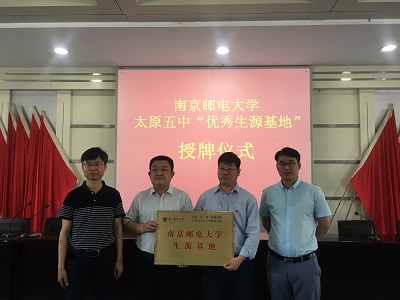 南京邮电大学
太原五中“优秀生源基地”
授牌仪式
南京邮电大学
生源基地